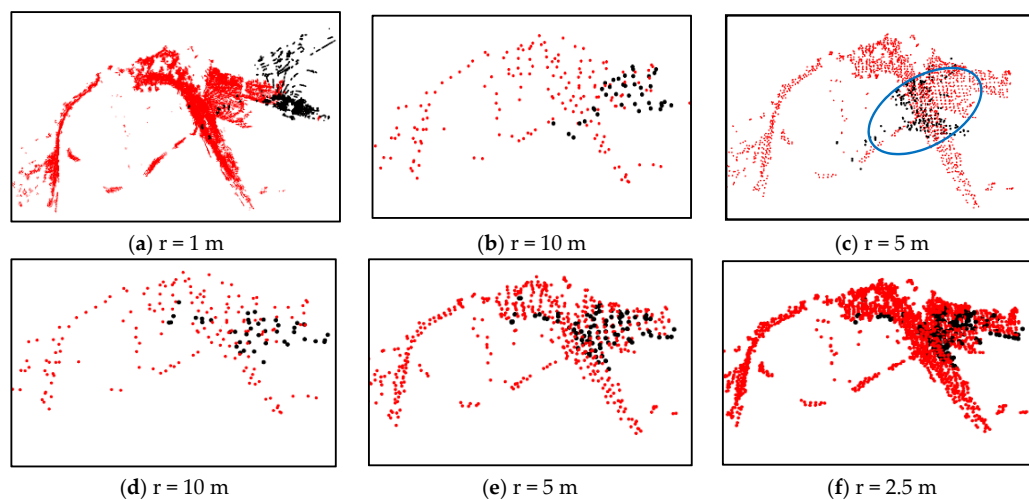 (a) r = 1 m
(b) r = 10 m
(c) r = 5 m
(d) r = 10 m
(e) r = 5 m
(f) r = 2.5 m